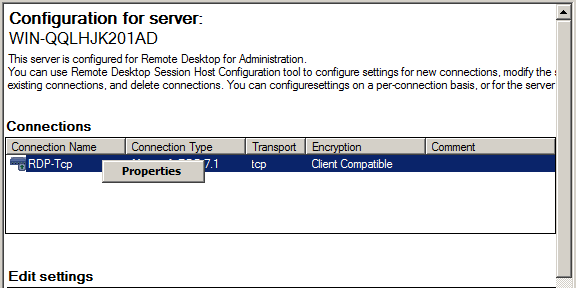 Configuration for server:
WIN-QQLHJK201AD
This server is configured for Remote Desktop for Administration.
You can use Remote Desktop Session Host Configuration tool to configure settings for new connections, modify the
existing connections, and delete connections. You can configuresettings on a per-connection basis, or for the server
Connections
Connection Name Connection Type Transport Encryption Comment
RDP-Tcp 7.1 tcp Client Compatible
Properties
Edit settings